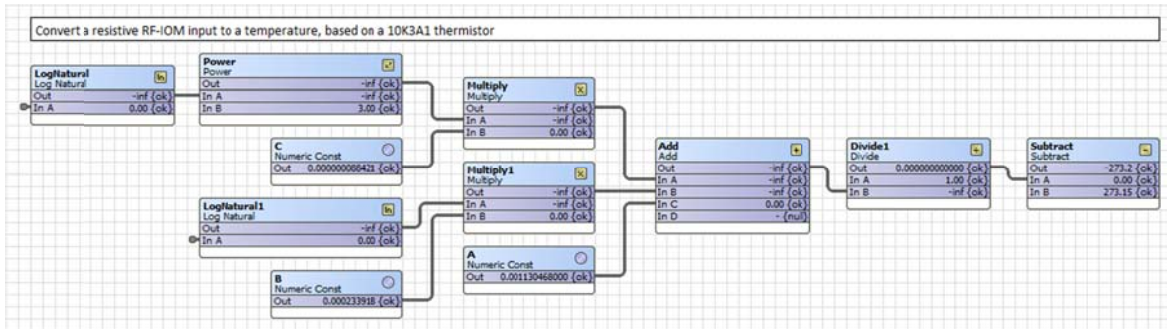 Convert a resistive RF-IOM input to a temperature, based on a 10K3A1 thermistor
LogNatural
Log Natural
Out -inf {ok}
In A 0.00 {ok}
Power
Power
Out -inf {ok}
In A -inf {ok}
In B 3.00 {ok}
C
Numeric Const
Out 0.000000088421 {ok}
LogNatural1
Log Natural
Out -inf {ok}
In A 0.00 {ok}
B
Numeric Const
Out 0.000233918 {ok}
Multiply
Multiply
Out -inf {ok}
In A -inf {ok}
In B 0.00 {ok}
Multiply1
Multiply
Out -inf {ok}
In A -inf {ok}
In B 0.00 {ok}
A
Numeric Const
Out 0.001130468000 {ok}
Add
Add
Out -inf {ok}
In A -inf {ok}
In B -inf {ok}
In C 0.00 {ok}
In D - {nul}
Divide1
Divide
Out 0.000000000000 {ok}
In A 1.00 {ok}
In B -inf {ok}
Subtract
Subtract
Out -273.2 {ok}
In A 0.00 {ok}
In B 273.15 {ok}